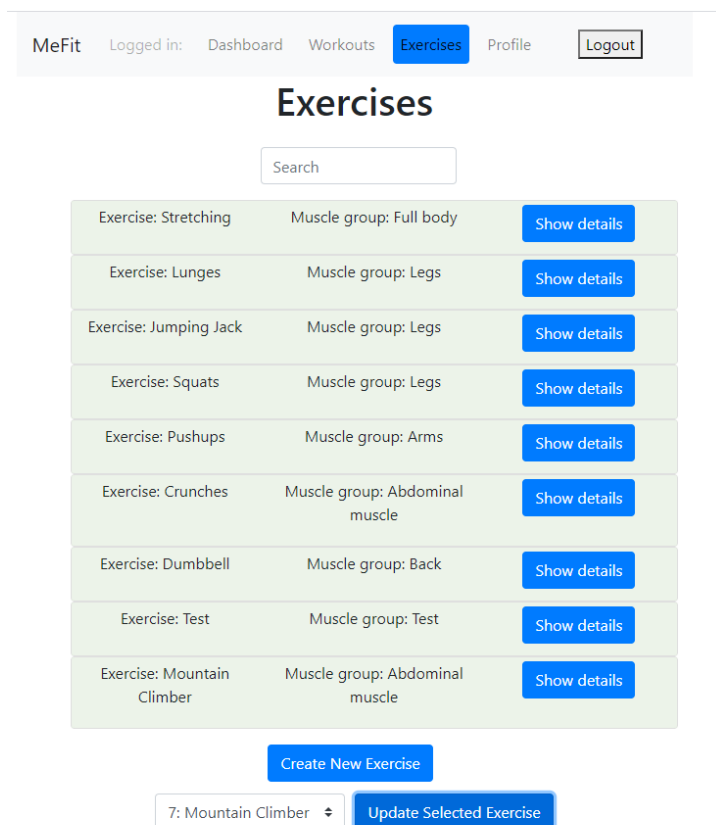 MeFit Logged in: Dashboard Workouts Exercises Profile Logout
Exercises
Search
Exercise: Stretching Muscle group: Full body Show details
Exercise: Lunges Muscle group: Legs Show details
Exercise: Jumping Jack Muscle group: Legs Show details
Exercise: Squats Muscle group: Legs Show details
Exercise: Pushups Muscle group: Arms Show details
Exercise: Crunches Muscle group: Abdominal Show details
muscle
Exercise: Dumbbell Muscle group: Back Show details
Exercise: Test Muscle group: Test Show details
Exercise: Mountain Muscle group: Abdominal Show details
Climber muscle
Create New Exercise
7: Mountain Climber Update Selected Exercise